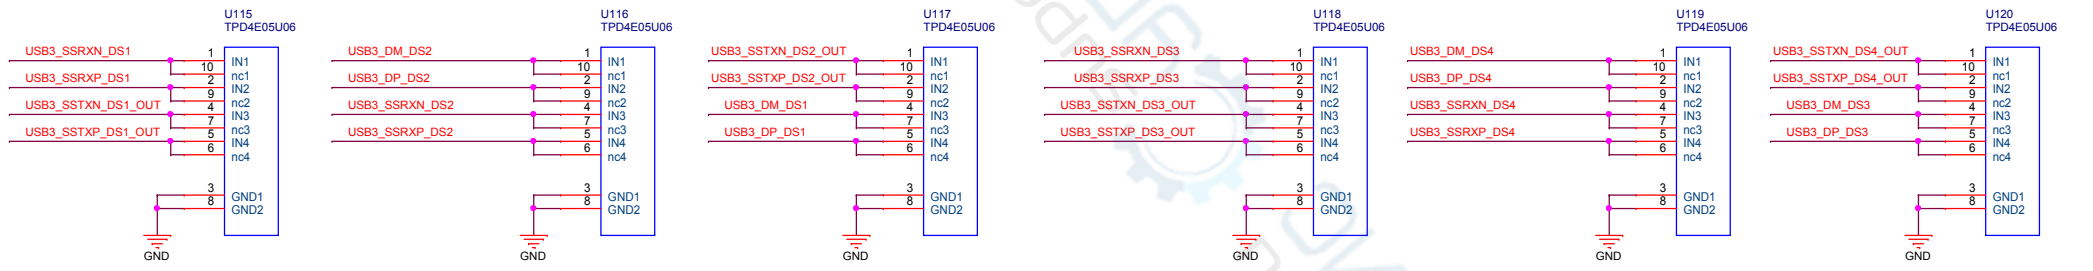 U115
TPD4E05U06
USB3_SSRXN_DS1
1
IN1
10
nc1
USB3_SSRXP_DS1
2
IN2
9
nc2
USB3_SSTXN_DS1_OUT
4
IN3
7
nc3
USB3_SSTXP_DS1_OUT
5
IN4
6
nc4
3
GND1
8
GND2
GND
U116
TPD4E05U06
USB3_DM_DS2
1
IN1
10
nc1
USB3_DP_DS2
2
IN2
9
nc2
USB3_SSRXN_DS2
4
IN3
7
nc3
USB3_SSRXP_DS2
5
IN4
6
nc4
3
GND1
8
GND2
GND
U117
TPD4E05U06
USB3_SSTXN_DS2_OUT
1
IN1
10
nc1
USB3_SSTXP_DS2_OUT
2
IN2
9
nc2
USB3_DM_DS1
4
IN3
7
nc3
USB3_DP_DS1
5
IN4
6
nc4
3
GND1
8
GND2
GND
U118
TPD4E05U06
USB3_SSRXN_DS3
1
IN1
10
nc1
USB3_SSRXP_DS3
2
IN2
9
nc2
USB3_SSTXN_DS3_OUT
4
IN3
7
nc3
USB3_SSTXP_DS3_OUT
5
IN4
6
nc4
3
GND1
8
GND2
GND
U119
TPD4E05U06
USB3_DM_DS4
1
IN1
10
nc1
USB3_DP_DS4
2
IN2
9
nc2
USB3_SSRXN_DS4
4
IN3
7
nc3
USB3_SSRXP_DS4
5
IN4
6
nc4
3
GND1
8
GND2
GND
U120
TPD4E05U06
USB3_SSTXN_DS4_OUT
1
IN1
10
nc1
USB3_SSTXP_DS4_OUT
2
IN2
9
nc2
USB3_DM_DS3
4
IN3
7
nc3
USB3_DP_DS3
5
IN4
6
nc4
3
GND1
8
GND2
GND